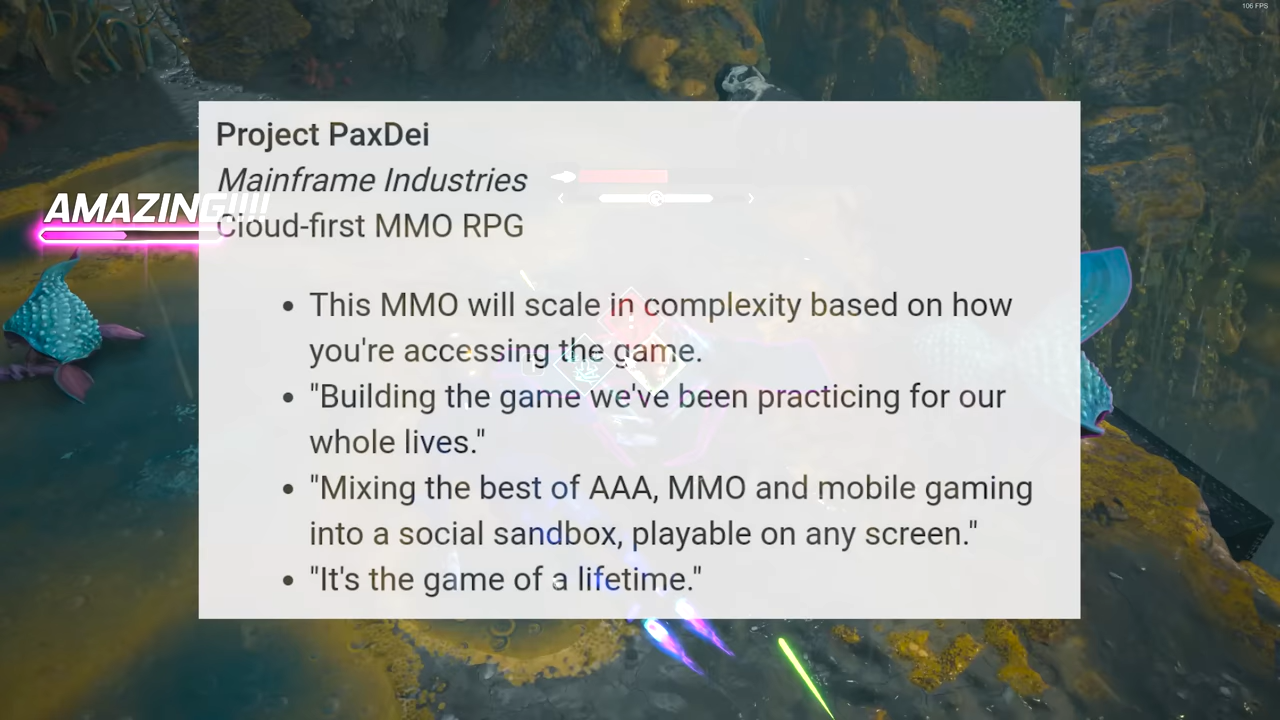 106 FPS
Project PaxDei
Mainframe Industries
AMAZING!!!!
Cloud-first MMO RPG
• This MMO will scale in complexity based on how
you're accessing the game.
• "Building the game we've been practicing for our
whole lives."
• "Mixing the best of AAA, MMO and mobile gaming
into a social sandbox, playable on any screen."
• "It's the game of a lifetime."